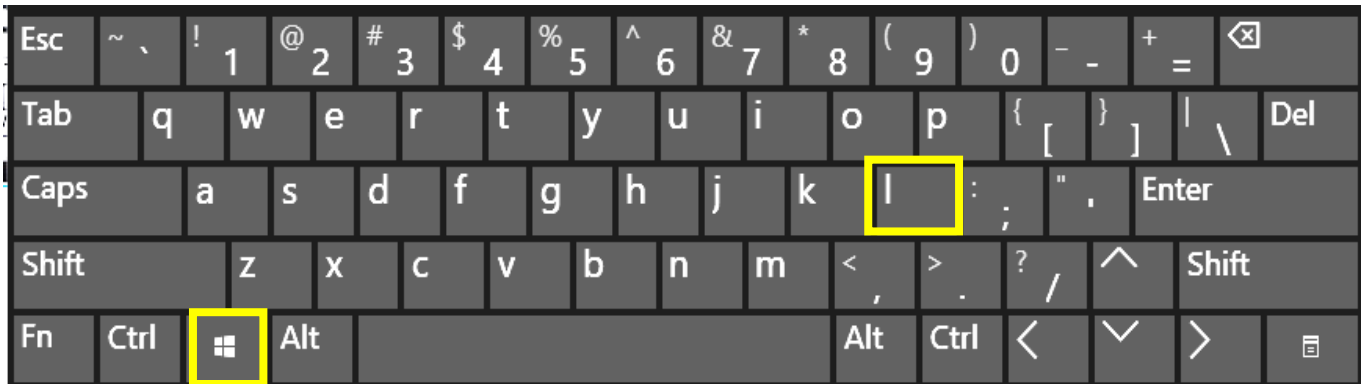 Esc ~ ` ! 1 @ 2 # 3 $ 4 % 5 ^ 6 & 7 * 8 ( 9 ) 0 _ - + =
Tab q w e r t y u i o p { [ } ] | \ Del
Caps a s d f g h j k l : ; " ' Enter
Shift z x c v b n m < , > . ? / Shift
Fn Ctrl Alt Alt Ctrl